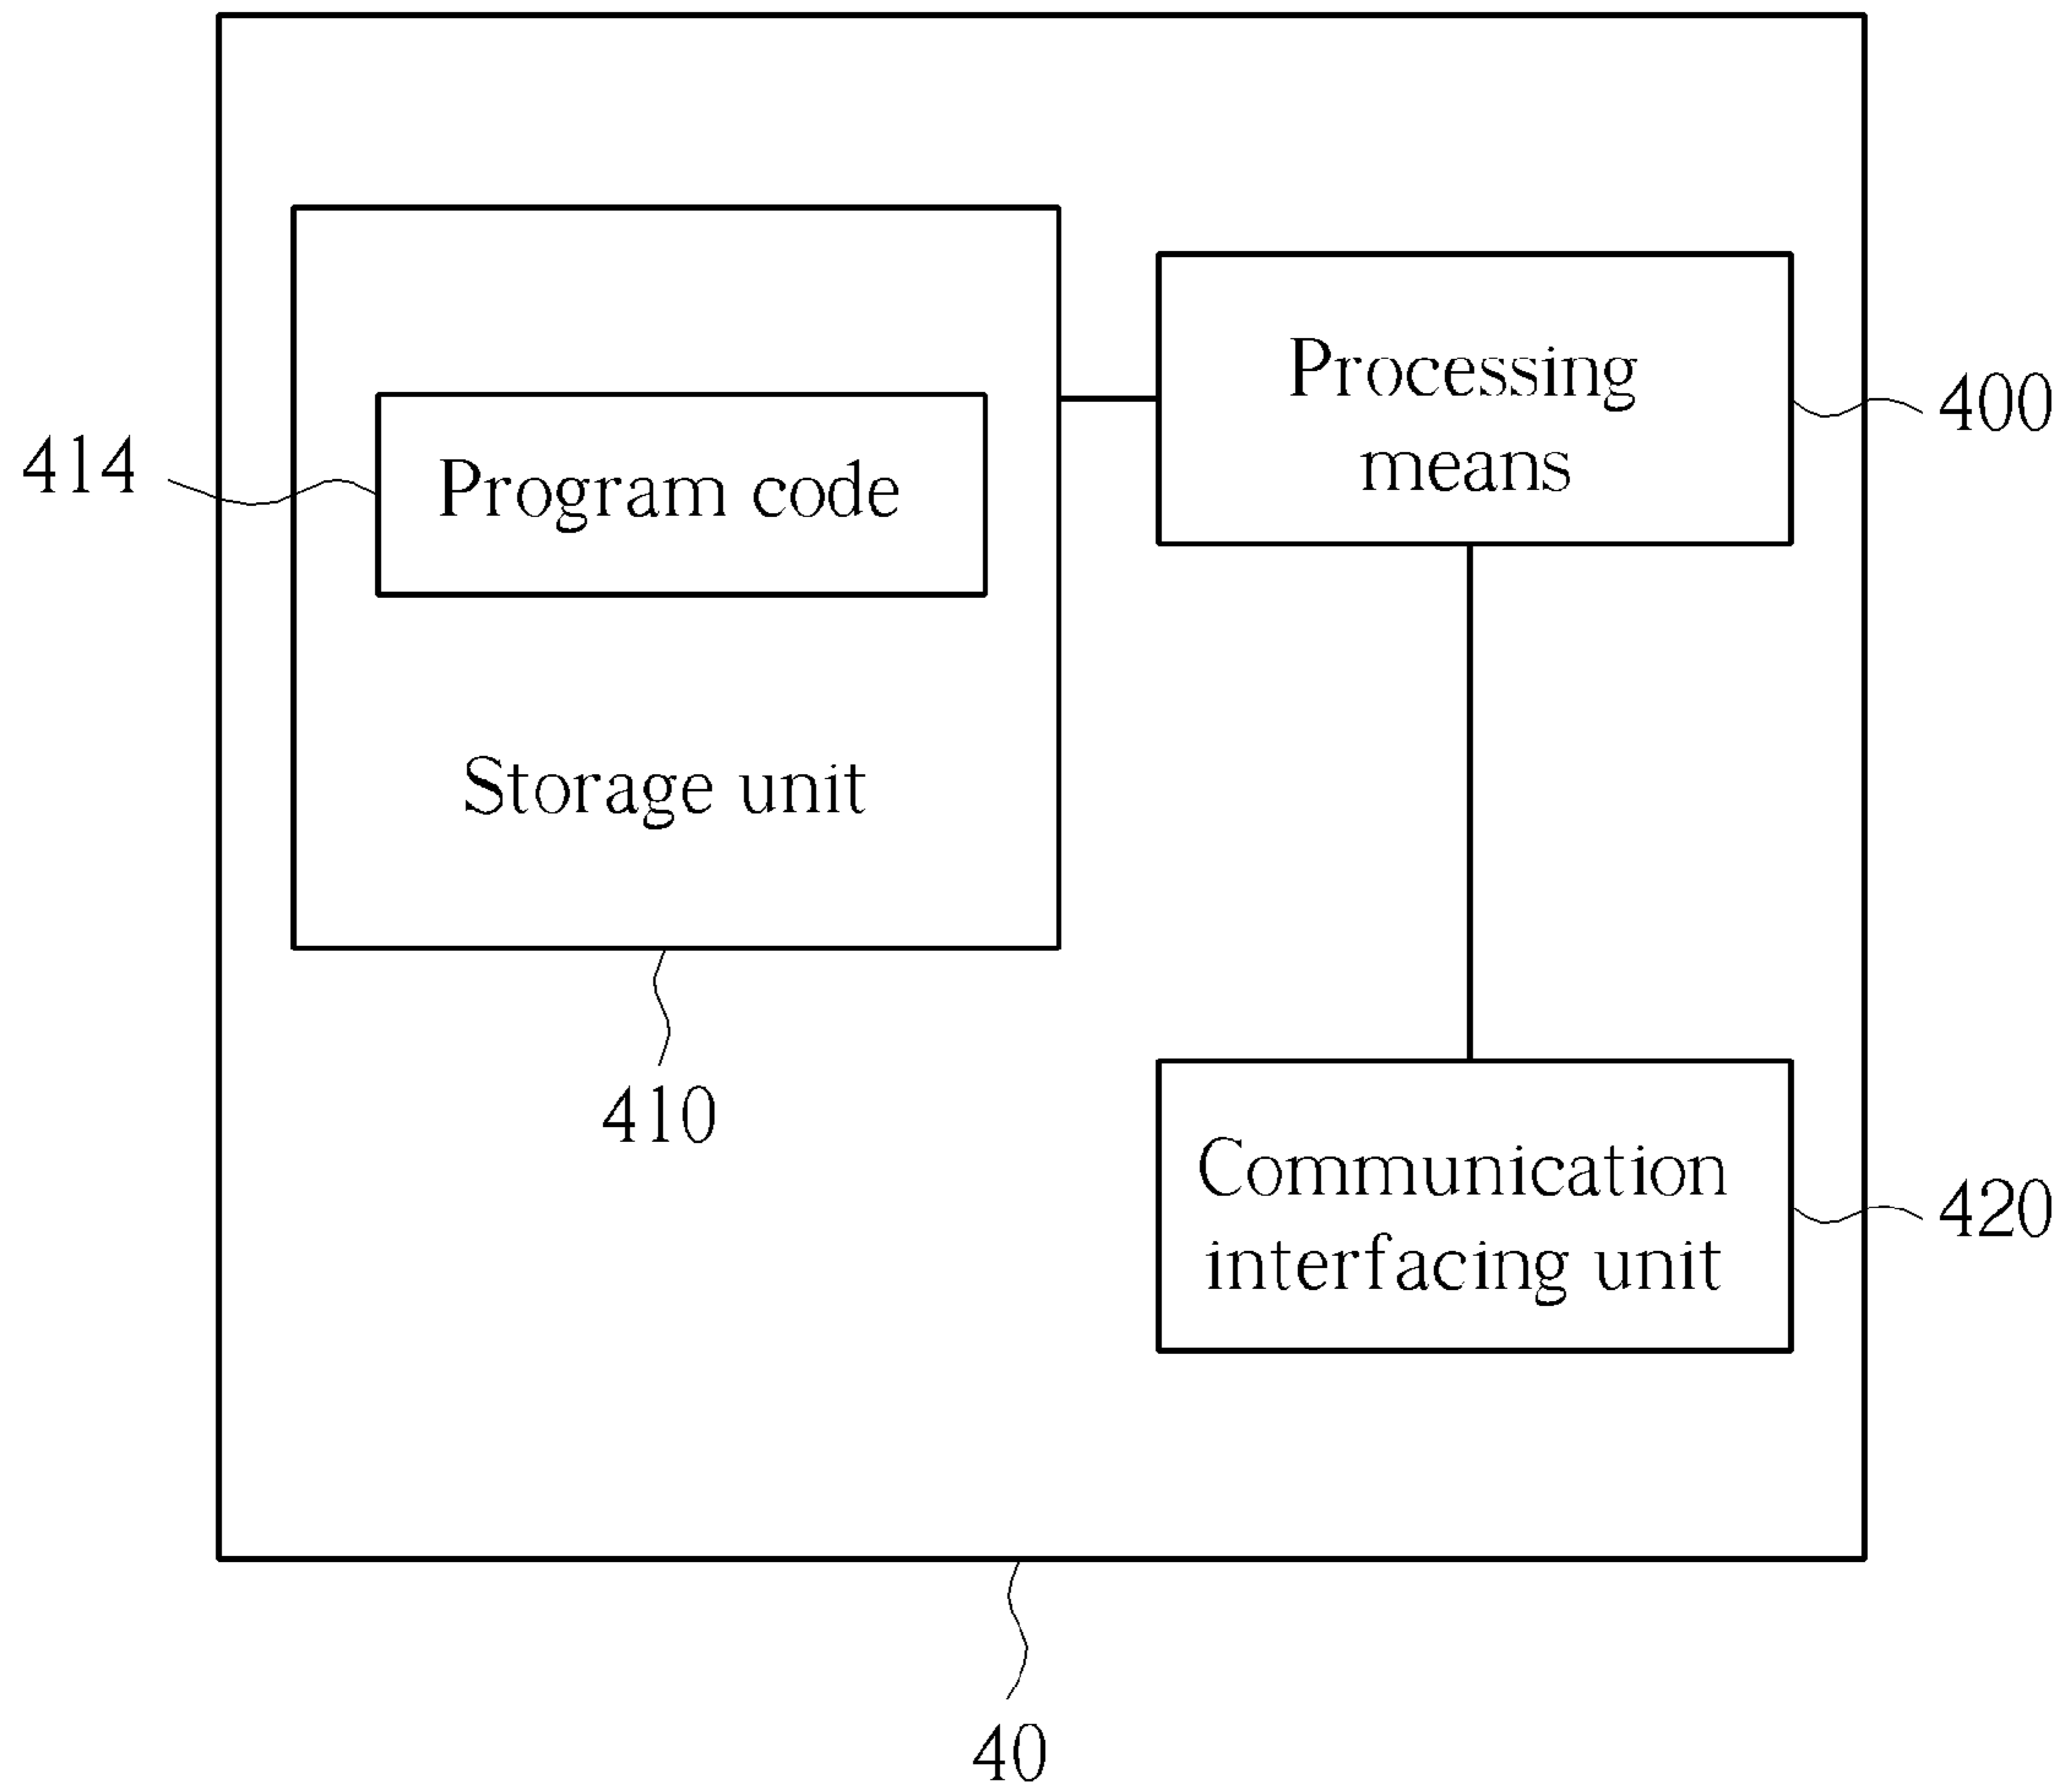 Processing
means
400
414
Program code
Storage unit
410
Communication
interfacing unit
420
40